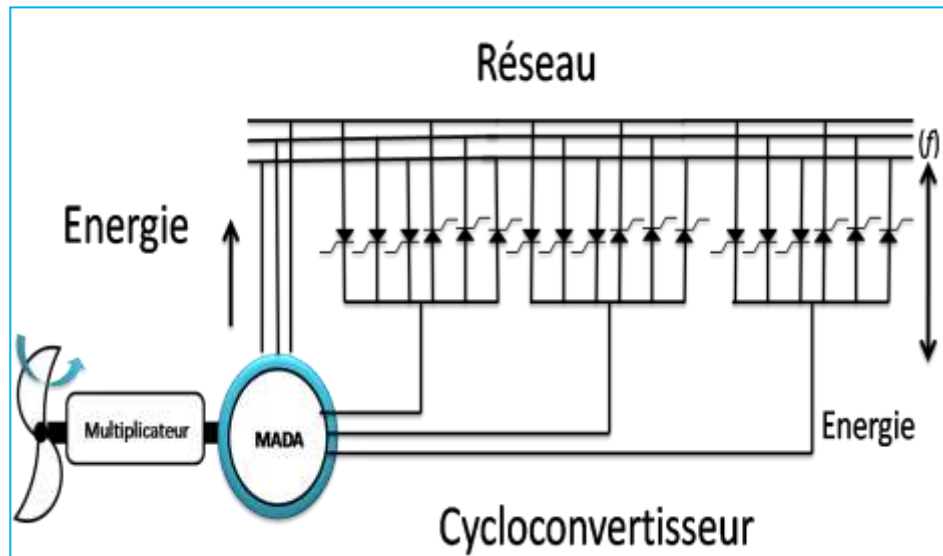 Réseau
(f)
Energie
Multiplicateur
MADA
Energie
Cycloconvertisseur